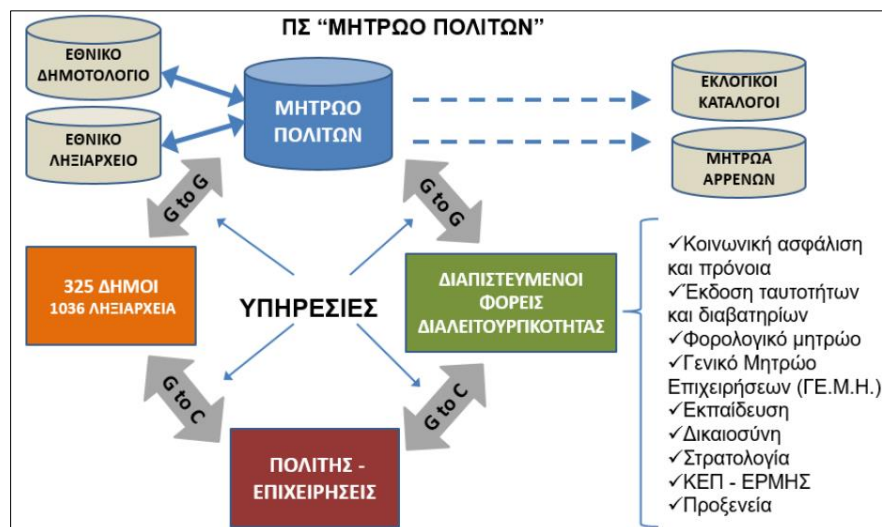 ΠΣ “ΜΗΤΡΩΟ ΠΟΛΙΤΩΝ”
ΕΘΝΙΚΟ
ΔΗΜΟΤΟΛΟΓΙΟ
ΕΘΝΙΚΟ
ΛΗΞΙΑΡΧΕΙΟ
ΜΗΤΡΩΟ
ΠΟΛΙΤΩΝ
ΕΚΛΟΓΙΚΟΙ
ΚΑΤΑΛΟΓΟΙ
ΜΗΤΡΩΑ
ΑΡΡΕΝΩΝ
G to G
G to G
325 ΔΗΜΟΙ
1036 ΛΗΞΙΑΡΧΕΙΑ
ΥΠΗΡΕΣΙΕΣ
ΔΙΑΠΙΣΤΕΥΜΕΝΟΙ
ΦΟΡΕΙΣ
ΔΙΑΛΕΙΤΟΥΡΓΙΚΟΤΗΤΑΣ
G to C
G to C
ΠΟΛΙΤΗΣ -
ΕΠΙΧΕΙΡΗΣΕΙΣ
✓Κοινωνική ασφάλιση
και πρόνοια
✓Έκδοση ταυτοτήτων
και διαβατηρίων
✓Φορολογικό μητρώο
✓Γενικό Μητρώο
Επιχειρήσεων (ΓΕ.Μ.Η.)
✓Εκπαίδευση
✓Δικαιοσύνη
✓Στρατολογία
✓ΚΕΠ - ΕΡΜΗΣ
✓Προξενεία